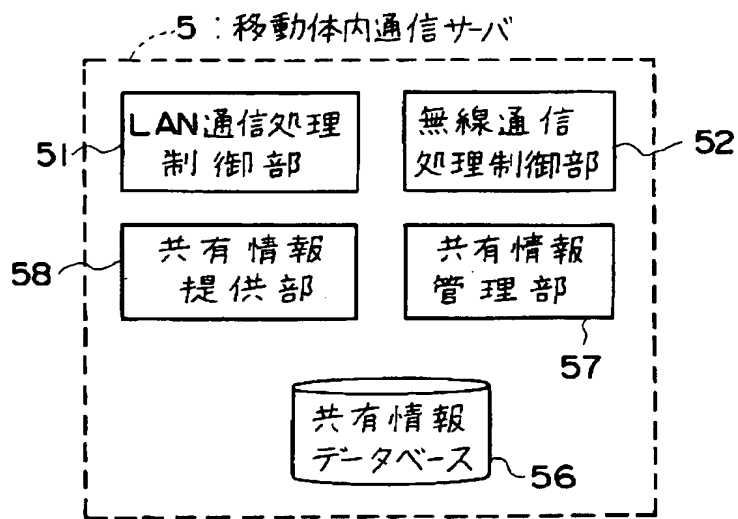 5：移動体内通信サーバ
51
LAN通信処理
制御部
無線通信
処理制御部
52
58
共有情報
提供部
共有情報
管理部
57
共有情報
データベース
56